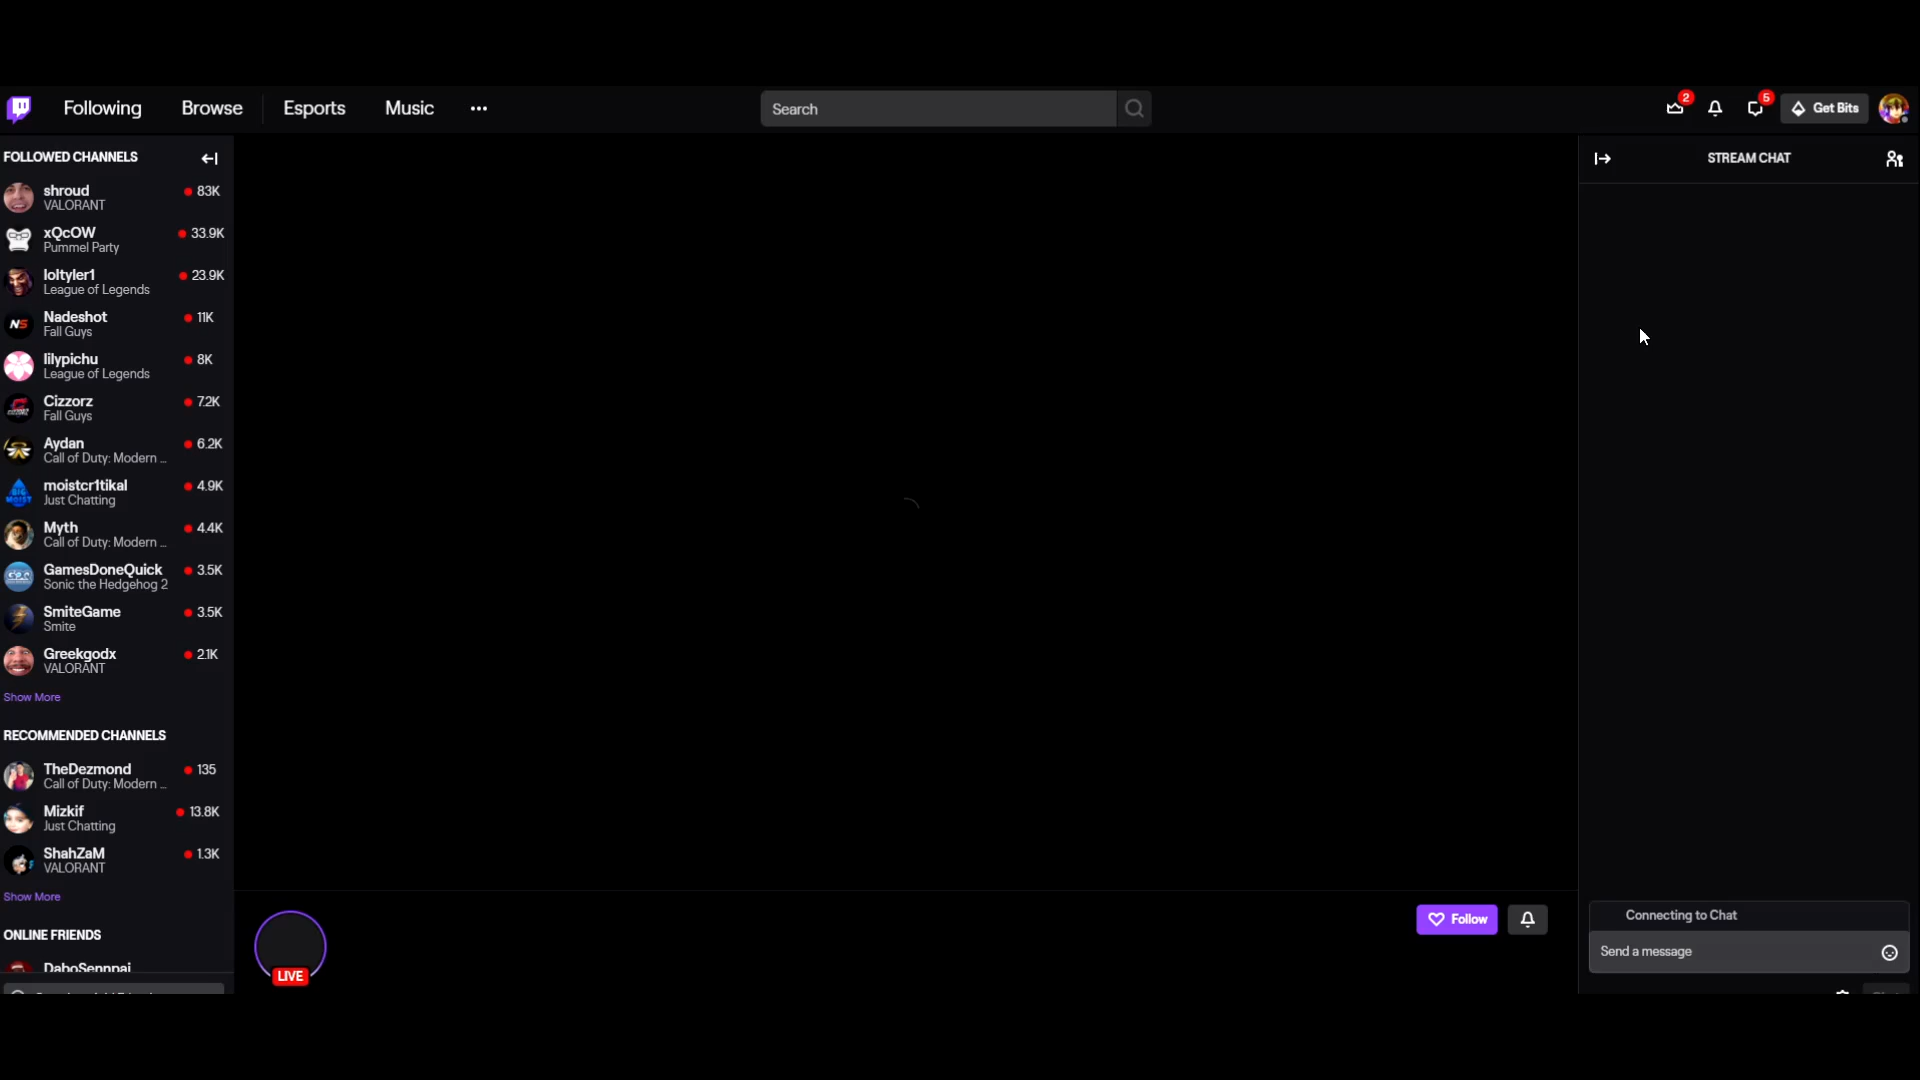 Following Browse Esports Music
Search
2
5
Get Bits
FOLLOWED CHANNELS
shroud 83K
VALORANT
xQcOW 33.9K
Pummel Party
loltyler1 23.9K
League of Legends
Nadeshot 11K
Fall Guys
lilypichu 8K
League of Legends
Cizzorz 7.2K
Fall Guys
Aydan 6.2K
Call of Duty: Modern ...
moistcr1tikal 4.9K
Just Chatting
Myth 4.4K
Call of Duty: Modern ...
GamesDoneQuick 3.5K
Sonic the Hedgehog 2
SmiteGame 3.5K
Smite
Greekgodx 2.1K
VALORANT
Show More
RECOMMENDED CHANNELS
TheDezmond 135
Call of Duty: Modern ...
Mizkif 13.8K
Just Chatting
ShahZaM 1.3K
VALORANT
Show More
ONLINE FRIENDS
DaboSennpai
LIVE
Follow
STREAM CHAT
Connecting to Chat
Send a message